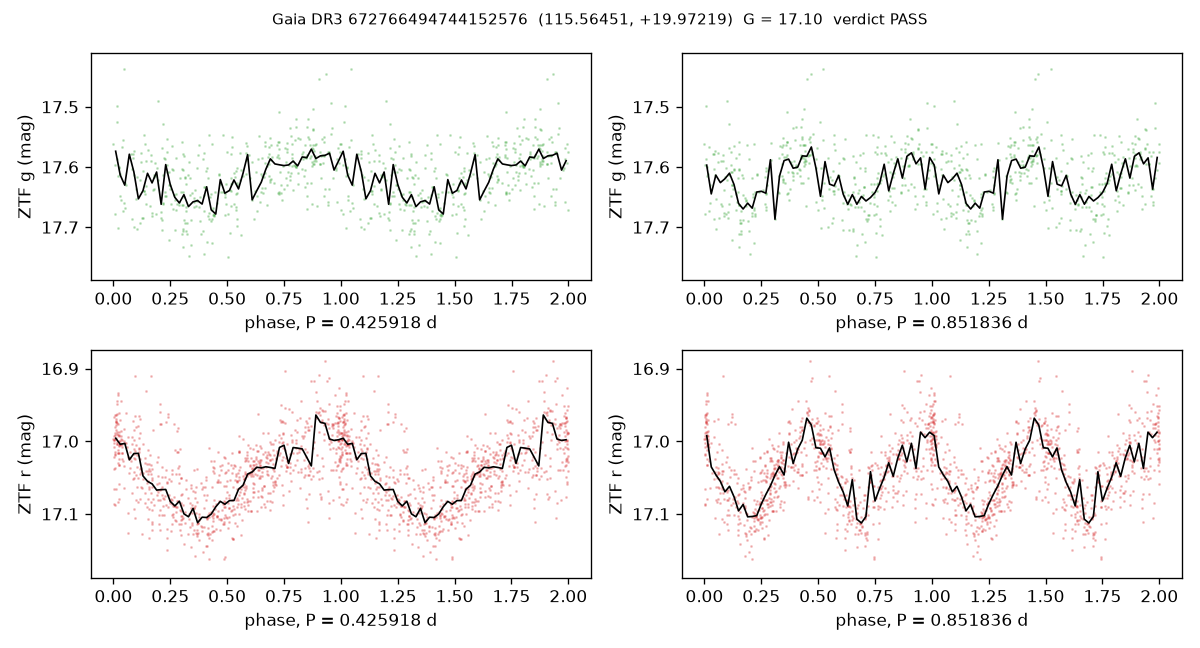 Gaia DR3 672766494744152576 (115.56451, +19.97219) G = 17.10 verdict PASS
ZTF g (mag)
17.5
17.6
17.7
0.00 0.25 0.50 0.75 1.00 1.25 1.50 1.75 2.00
phase, P = 0.425918 d
ZTF g (mag)
17.5
17.6
17.7
0.00 0.25 0.50 0.75 1.00 1.25 1.50 1.75 2.00
phase, P = 0.851836 d
ZTF r (mag)
16.9
17.0
17.1
0.00 0.25 0.50 0.75 1.00 1.25 1.50 1.75 2.00
phase, P = 0.425918 d
ZTF r (mag)
16.9
17.0
17.1
0.00 0.25 0.50 0.75 1.00 1.25 1.50 1.75 2.00
phase, P = 0.851836 d